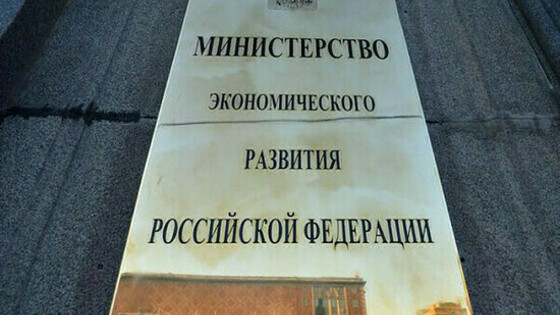 МИНИСТЕРСТВО
ЭКОНОМИЧЕСКОГО
РАЗВИТИЯ
РОССИЙСКОЙ ФЕДЕРАЦИИ